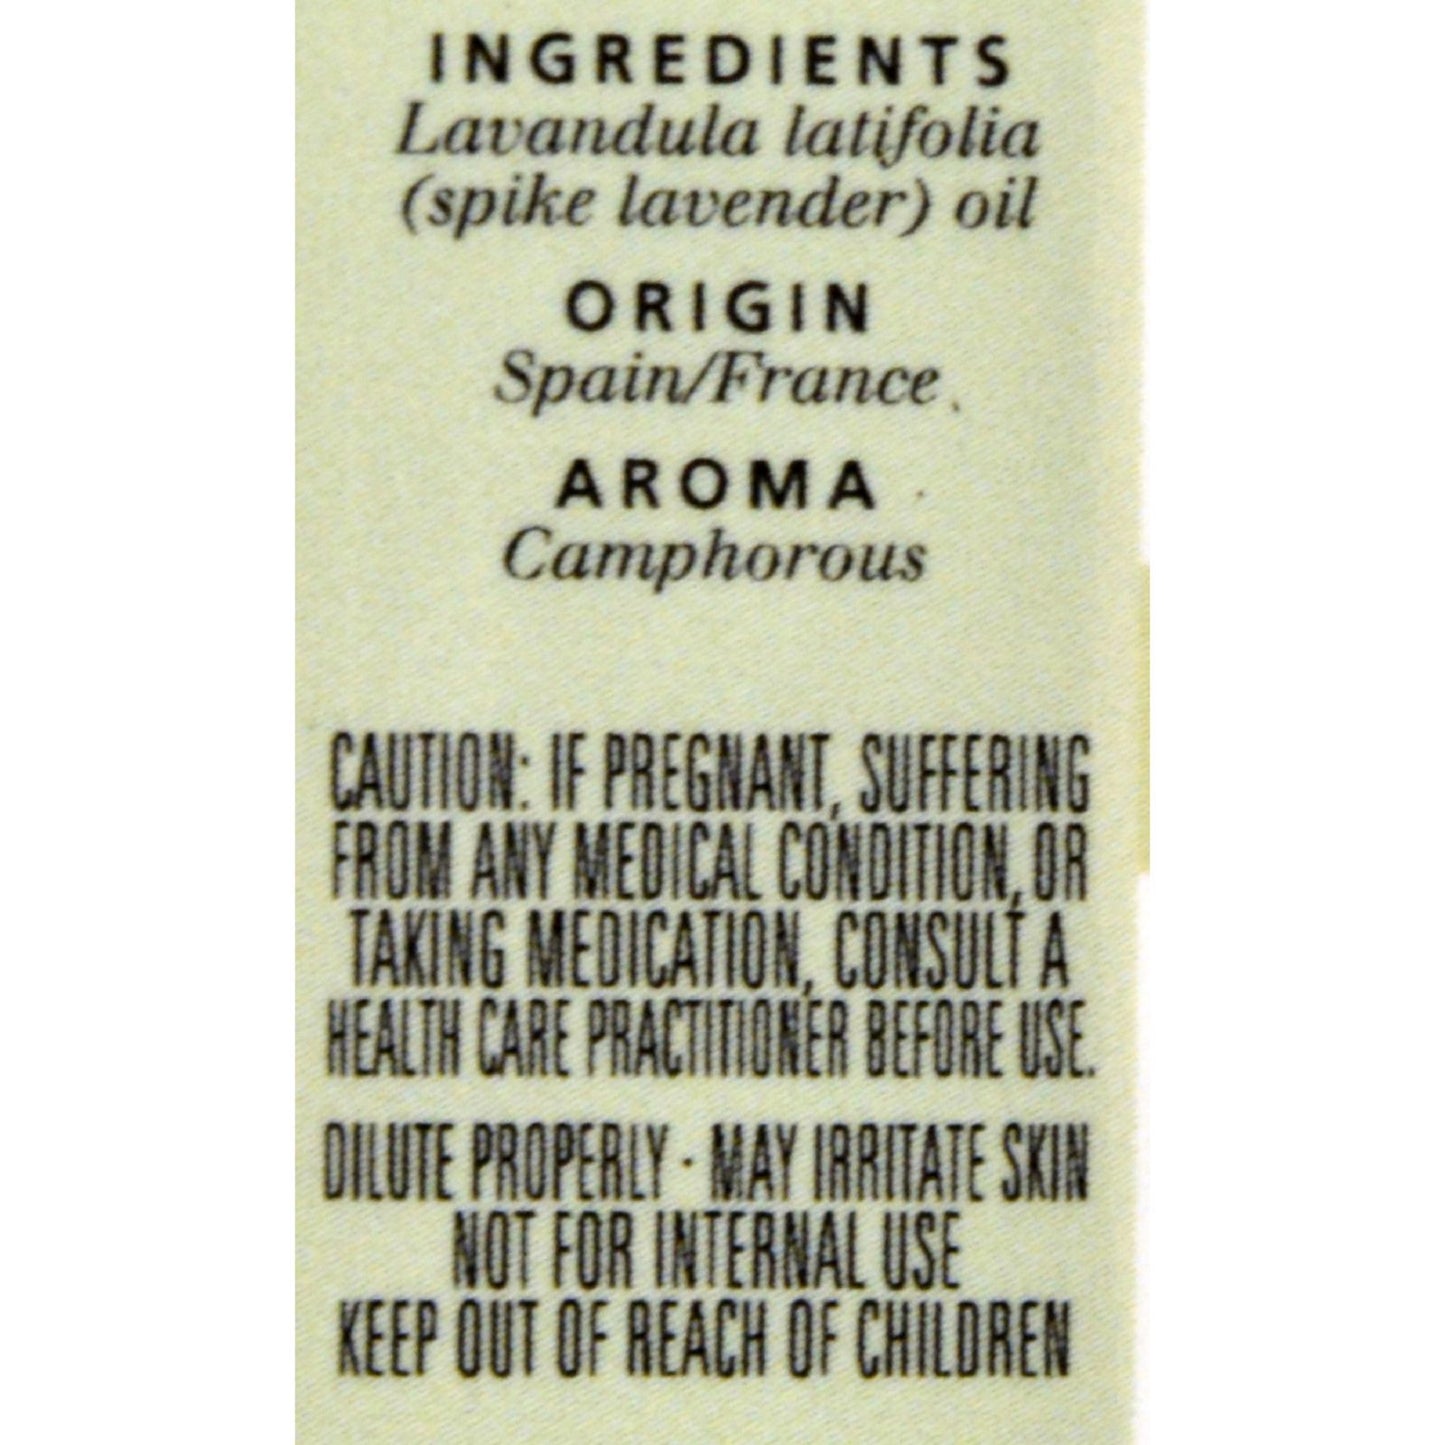 INGREDIENTS
Lavandula latifolia
(spike lavender) oil
ORIGIN
Spain/France
AROMA
Camphorous
CAUTION: IF PREGNANT, SUFFERING
FROM ANY MEDICAL CONDITION, OR
TAKING MEDICATION, CONSULT A
HEALTH CARE PRACTITIONER BEFORE USE.
DILUTE PROPERLY · MAY IRRITATE SKIN
NOT FOR INTERNAL USE
KEEP OUT OF REACH OF CHILDREN